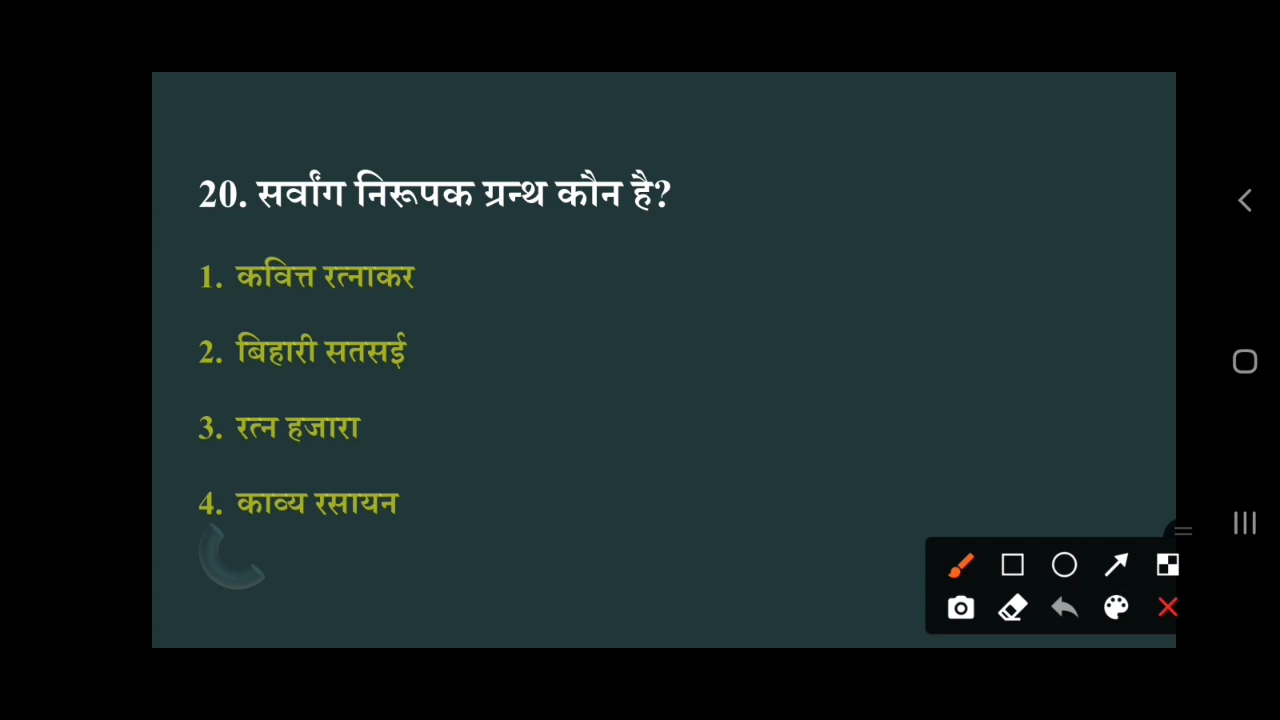 20. सर्वांग निरूपक ग्रन्थ कौन है?
1. कवित्त रत्नाकर
2. बिहारी सतसई
3. रत्न हजारा
4. काव्य रसायन